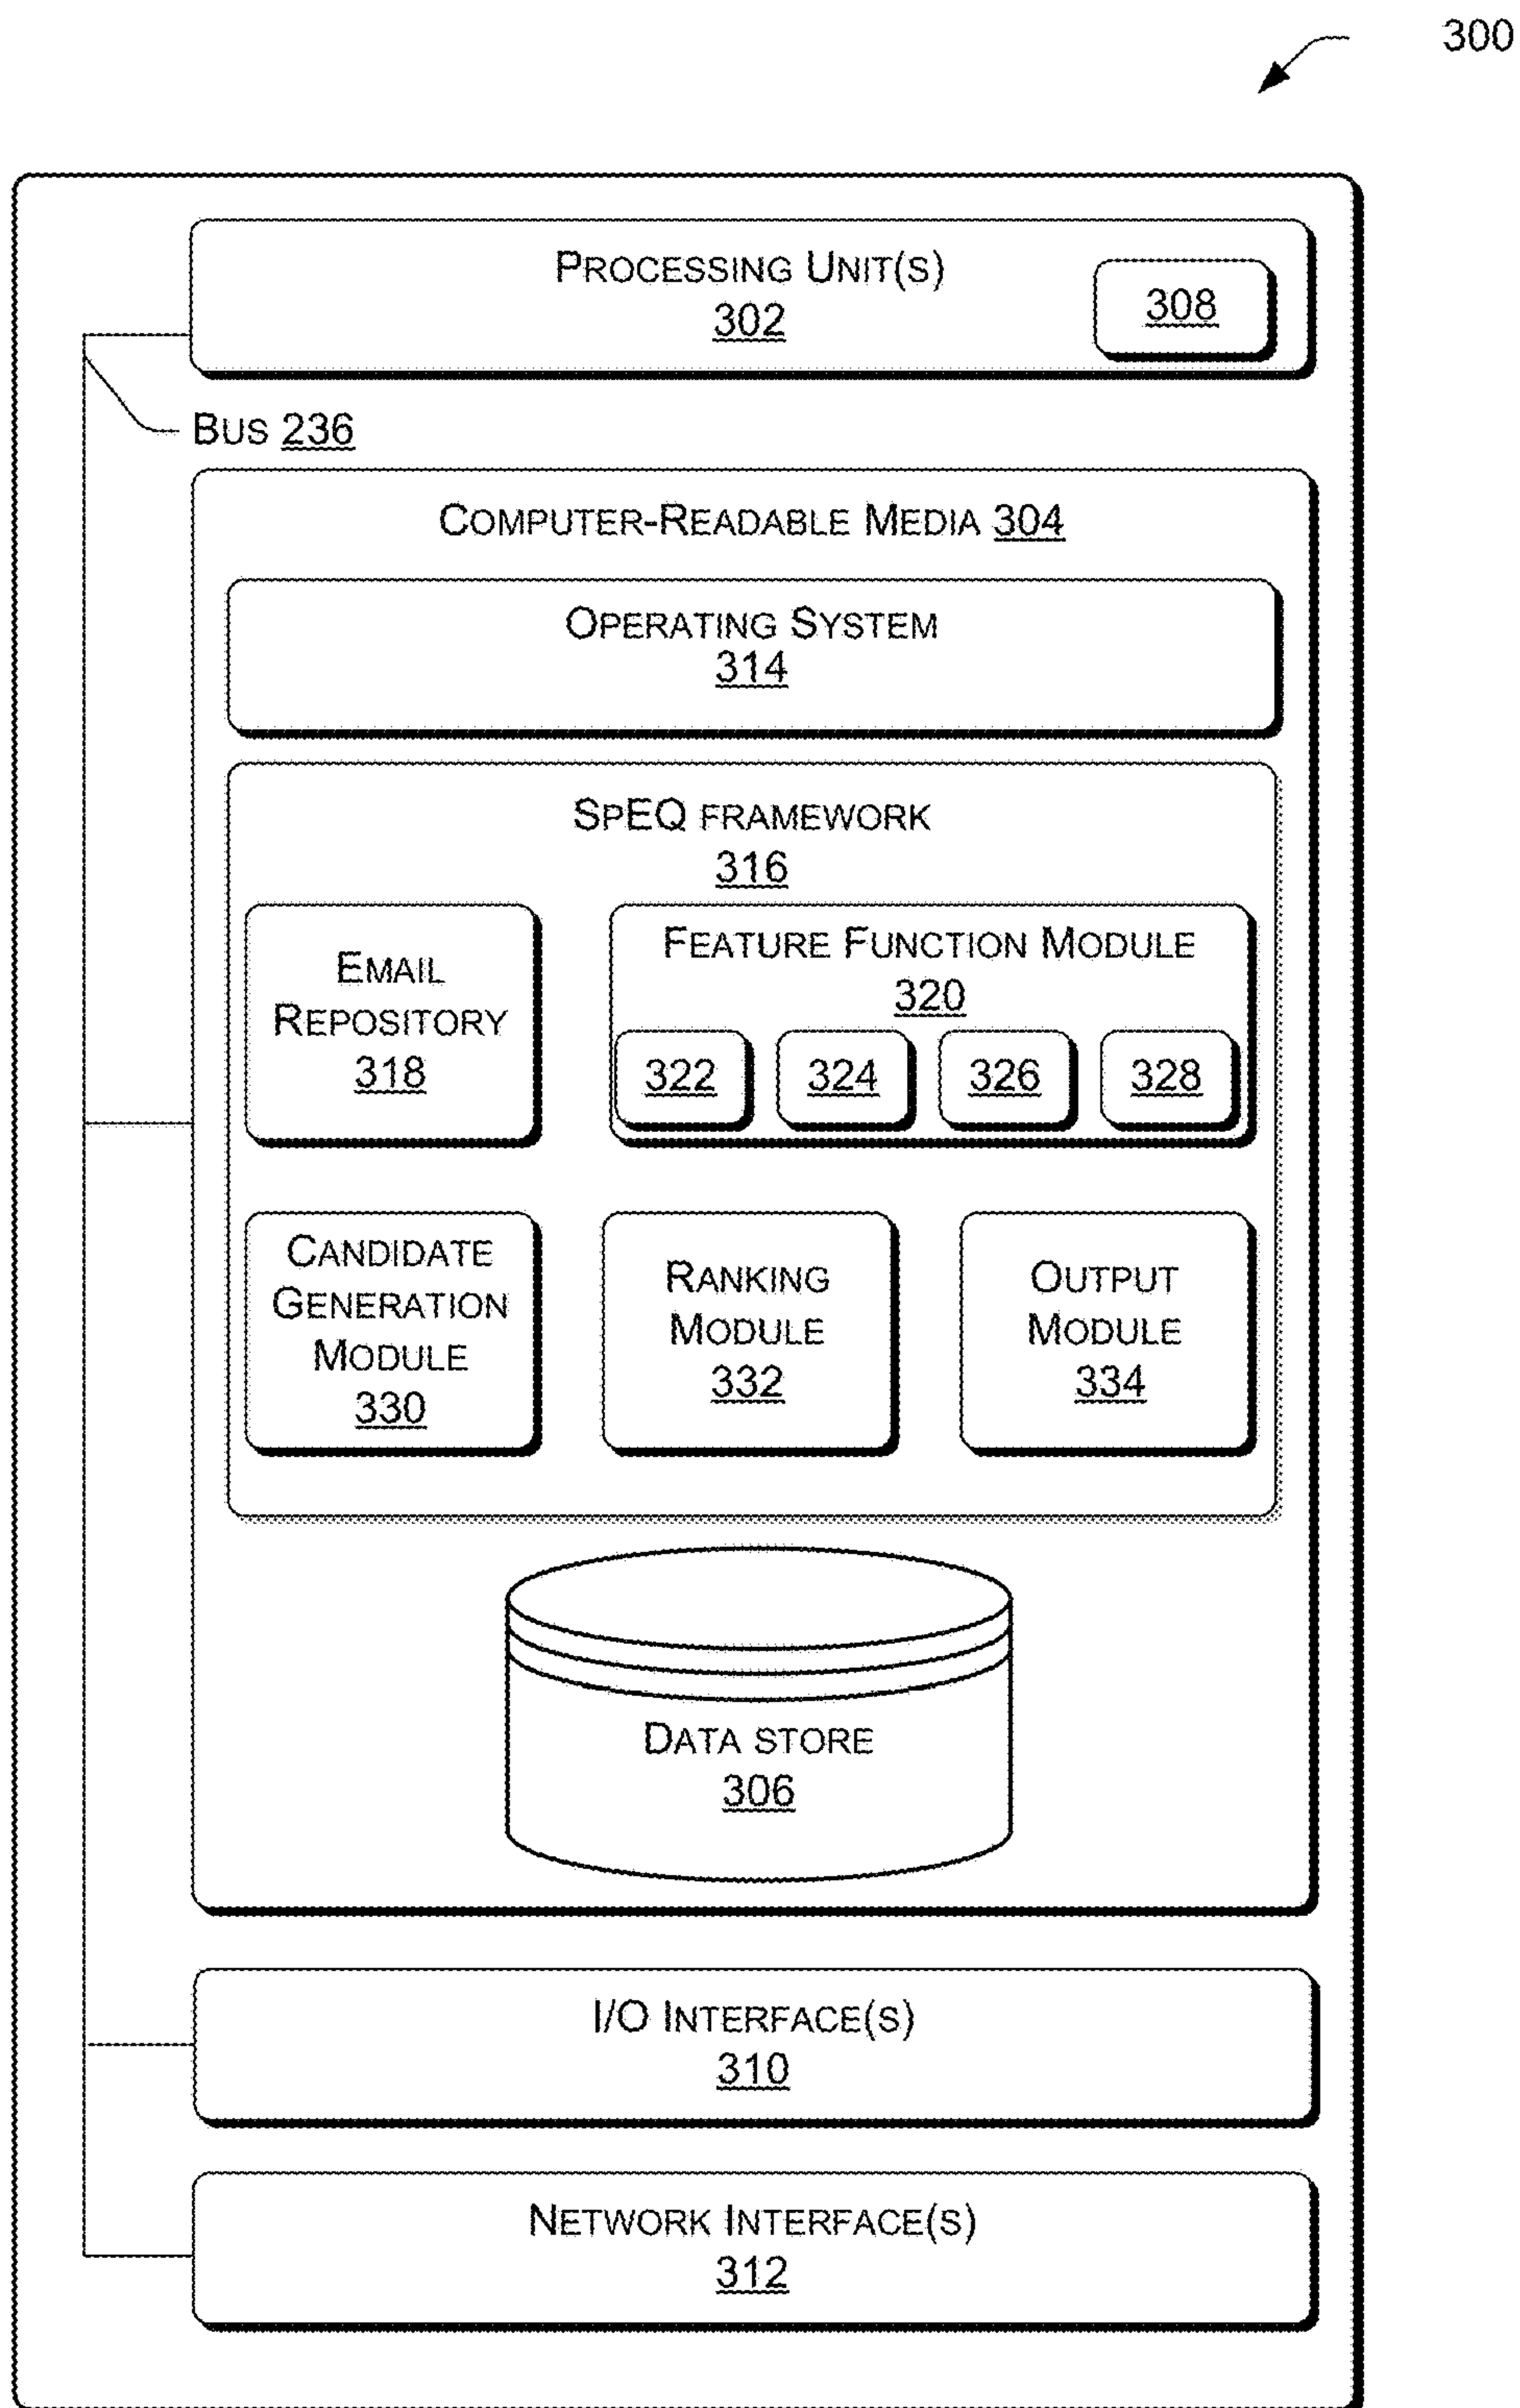 300
PROCESSING UNIT(S)
302
308
BUS 236
COMPUTER-READABLE MEDIA 304
OPERATING SYSTEM
314
SPEQ FRAMEWORK
316
EMAIL
REPOSITORY
318
FEATURE FUNCTION MODULE
320
322 324 326 328
CANDIDATE
GENERATION
MODULE
330
RANKING
MODULE
332
OUTPUT
MODULE
334
DATA STORE
306
I/O INTERFACE(S)
310
NETWORK INTERFACE(S)
312